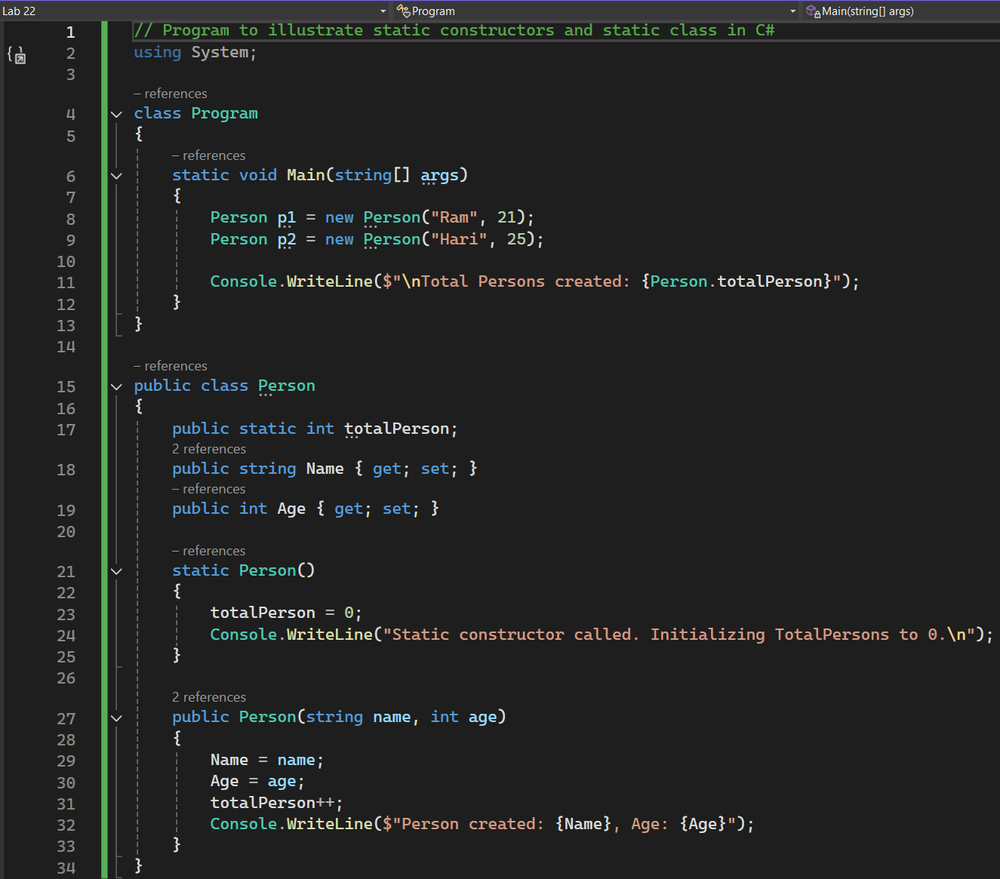 Lab 22 Program Main(string[] args)
1 // Program to illustrate static constructors and static class in C#
2 using System;
3
– references
4 class Program
5 {
– references
6 static void Main(string[] args)
7 {
8 Person p1 = new Person("Ram", 21);
9 Person p2 = new Person("Hari", 25);
10
11 Console.WriteLine($"\nTotal Persons created: {Person.totalPerson}");
12 }
13 }
14
– references
15 public class Person
16 {
17 public static int totalPerson;
2 references
18 public string Name { get; set; }
– references
19 public int Age { get; set; }
20
– references
21 static Person()
22 {
23 totalPerson = 0;
24 Console.WriteLine("Static constructor called. Initializing TotalPersons to 0.\n");
25 }
26
2 references
27 public Person(string name, int age)
28 {
29 Name = name;
30 Age = age;
31 totalPerson++;
32 Console.WriteLine($"Person created: {Name}, Age: {Age}");
33 }
34 }